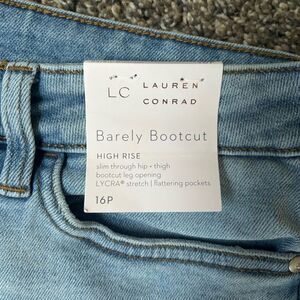 LC LAUREN
CONRAD
Barely Bootcut
HIGH RISE
slim through hip • thigh
bootcut leg opening
LYCRA® stretch | flattering pockets
16P